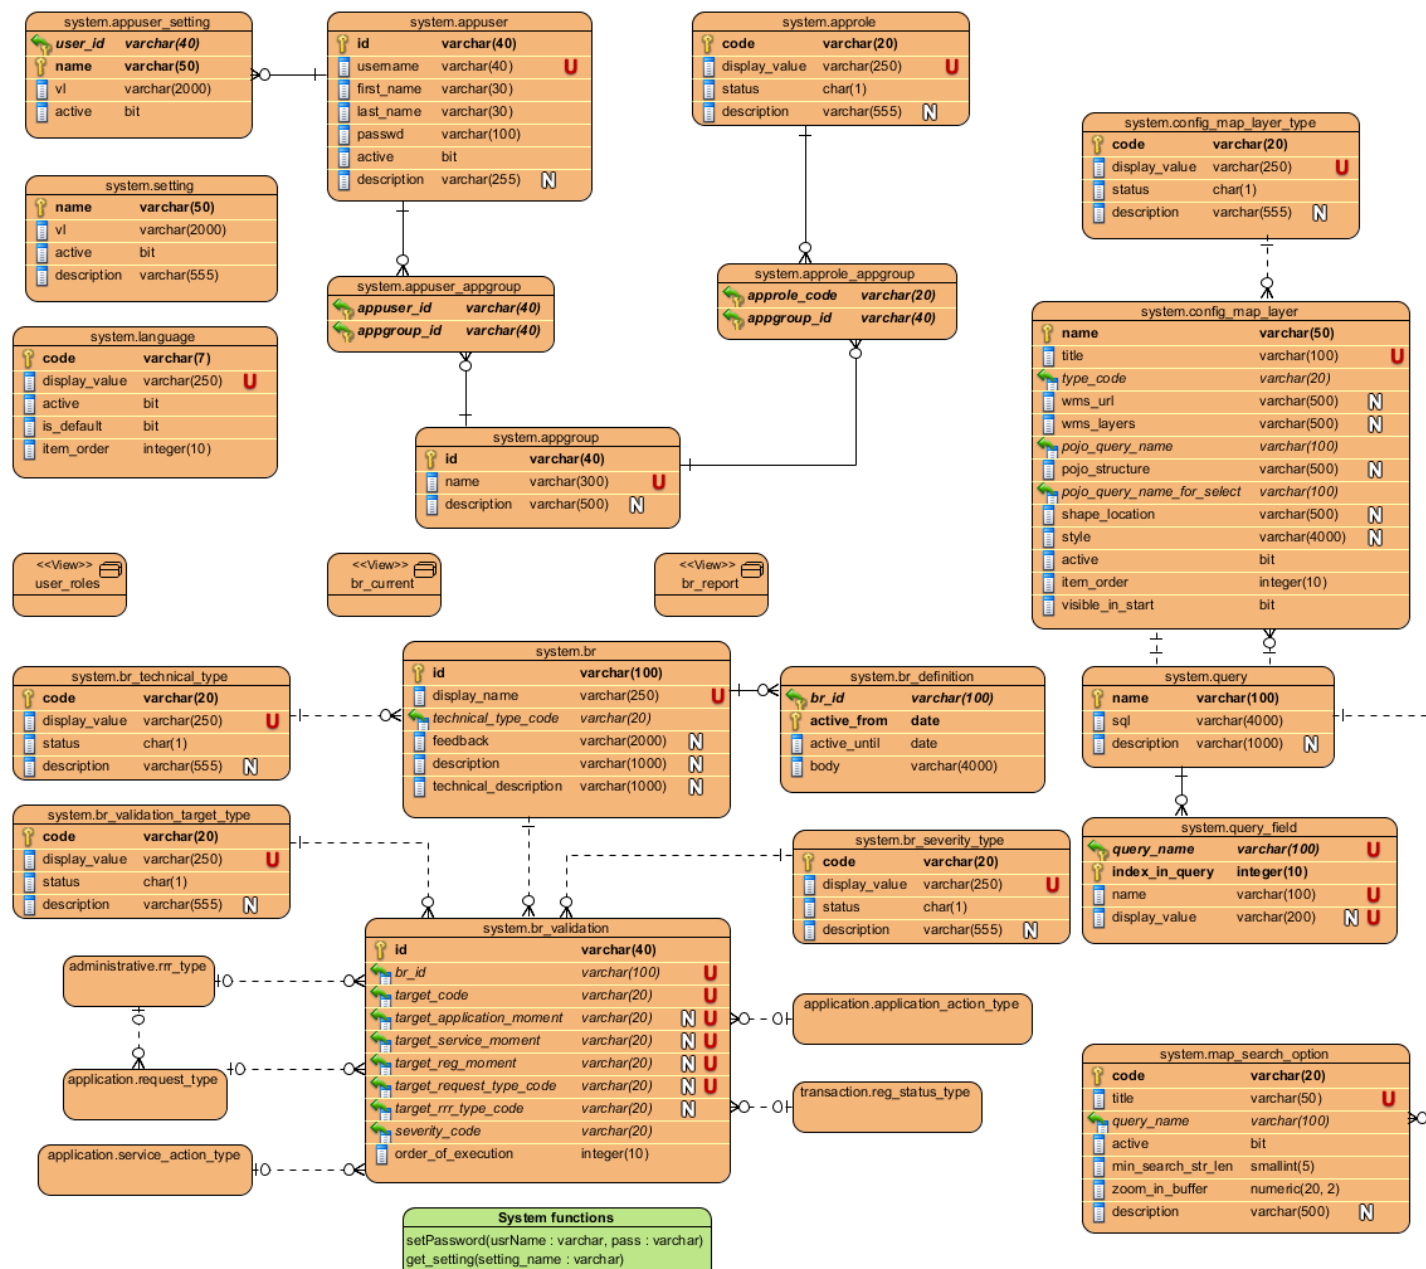 system.appuser_setting
user_id varchar(40)
name varchar(50)
vl varchar(2000)
active bit
system.appuser
id varchar(40)
username varchar(40) U
first_name varchar(30)
last_name varchar(30)
passwd varchar(100)
active bit
description varchar(255) N
system.approle
code varchar(20)
display_value varchar(250) U
status char(1)
description varchar(555) N
system.config_map_layer_type
code varchar(20)
display_value varchar(250) U
status char(1)
description varchar(555) N
system.setting
name varchar(50)
vl varchar(2000)
active bit
description varchar(555)
system.appuser_appgroup
appuser_id varchar(40)
appgroup_id varchar(40)
system.approle_appgroup
approle_code varchar(20)
appgroup_id varchar(40)
system.language
code varchar(7)
display_value varchar(250) U
active bit
is_default bit
item_order integer(10)
system.config_map_layer
name varchar(50)
title varchar(100) U
type_code varchar(20)
wms_url varchar(500) N
wms_layers varchar(500) N
pojo_query_name varchar(100)
pojo_structure varchar(500) N
pojo_query_name_for_select varchar(100)
shape_location varchar(500) N
style varchar(4000) N
active bit
item_order integer(10)
visible_in_start bit
system.appgroup
id varchar(40)
name varchar(300) U
description varchar(500) N
<<View>>
user_roles
<<View>>
br_current
<<View>>
br_report
system.br_technical_type
code varchar(20)
display_value varchar(250) U
status char(1)
description varchar(555) N
system.br
id varchar(100)
display_name varchar(250) U
technical_type_code varchar(20)
feedback varchar(2000) N
description varchar(1000) N
technical_description varchar(1000) N
system.br_definition
br_id varchar(100)
active_from date
active_until date
body varchar(4000)
system.query
name varchar(100)
sql varchar(4000)
description varchar(1000) N
system.br_validation_target_type
code varchar(20)
display_value varchar(250) U
status char(1)
description varchar(555) N
system.br_severity_type
code varchar(20)
display_value varchar(250) U
status char(1)
description varchar(555) N
system.query_field
query_name varchar(100) U
index_in_query integer(10)
name varchar(100) U
display_value varchar(200) N U
system.br_validation
id varchar(40)
br_id varchar(100) U
target_code varchar(20) U
target_application_moment varchar(20) N U
target_service_moment varchar(20) N U
target_reg_moment varchar(20) N U
target_request_type_code varchar(20) N U
target_rrr_type_code varchar(20) N
severity_code varchar(20)
order_of_execution integer(10)
administrative.rrr_type
application.request_type
application.service_action_type
application.application_action_type
transaction.reg_status_type
system.map_search_option
code varchar(20)
title varchar(50) U
query_name varchar(100)
active bit
min_search_str_len smallint(5)
zoom_in_buffer numeric(20, 2)
description varchar(500) N
System functions
setPassword(usrName : varchar, pass : varchar)
get_setting(setting_name : varchar)